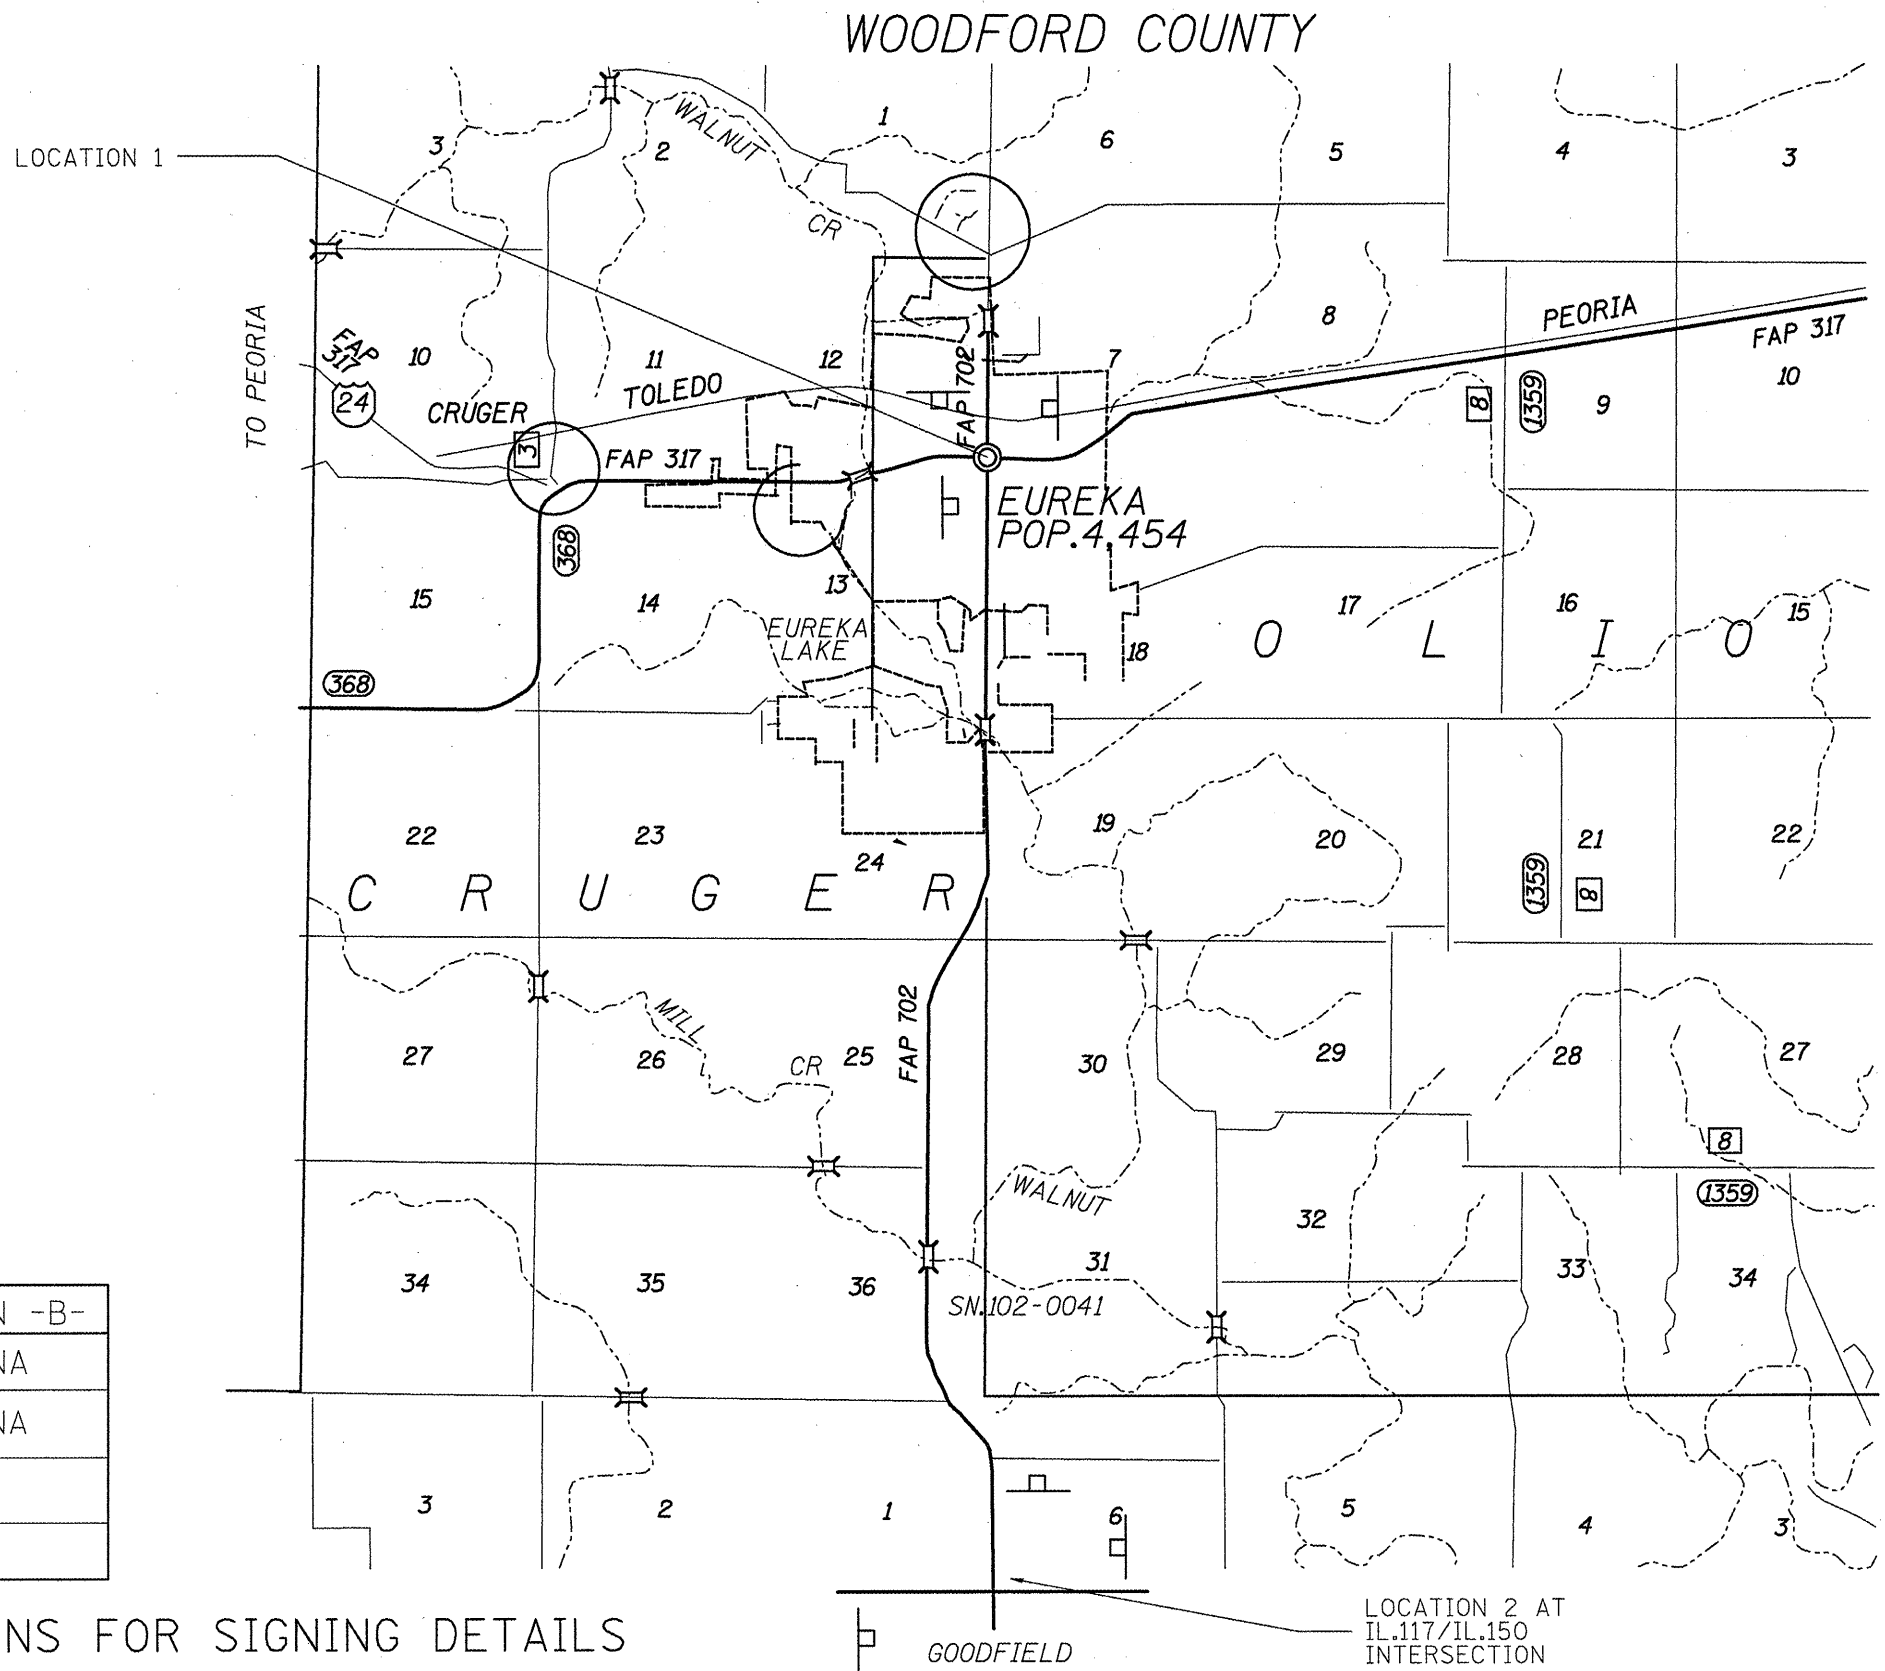 WOODFORD COUNTY
LOCATION 1
3
2
WALNUT
CR
1
6
5
4
3
TO PEORIA
FAP
317
24
10
11
12
7
8
PEORIA
FAP 317
10
9
8
1359
CRUGER
TOLEDO
3
FAP 317
FAP 702
EUREKA
POP.4,454
368
15
14
13
EUREKA
LAKE
17
16
15
18
O L I O
368
22
23
24
19
20
21
22
1359
8
C R U G E R
MILL
CR
FAP 702
27
26
25
30
29
28
27
8
1359
WALNUT
34
35
36
31
32
33
34
SN.102-0041
N -B-
NA
NA
3
2
1
6
5
4
3
NS FOR SIGNING DETAILS
GOODFIELD
LOCATION 2 AT
IL.117/IL.150
INTERSECTION